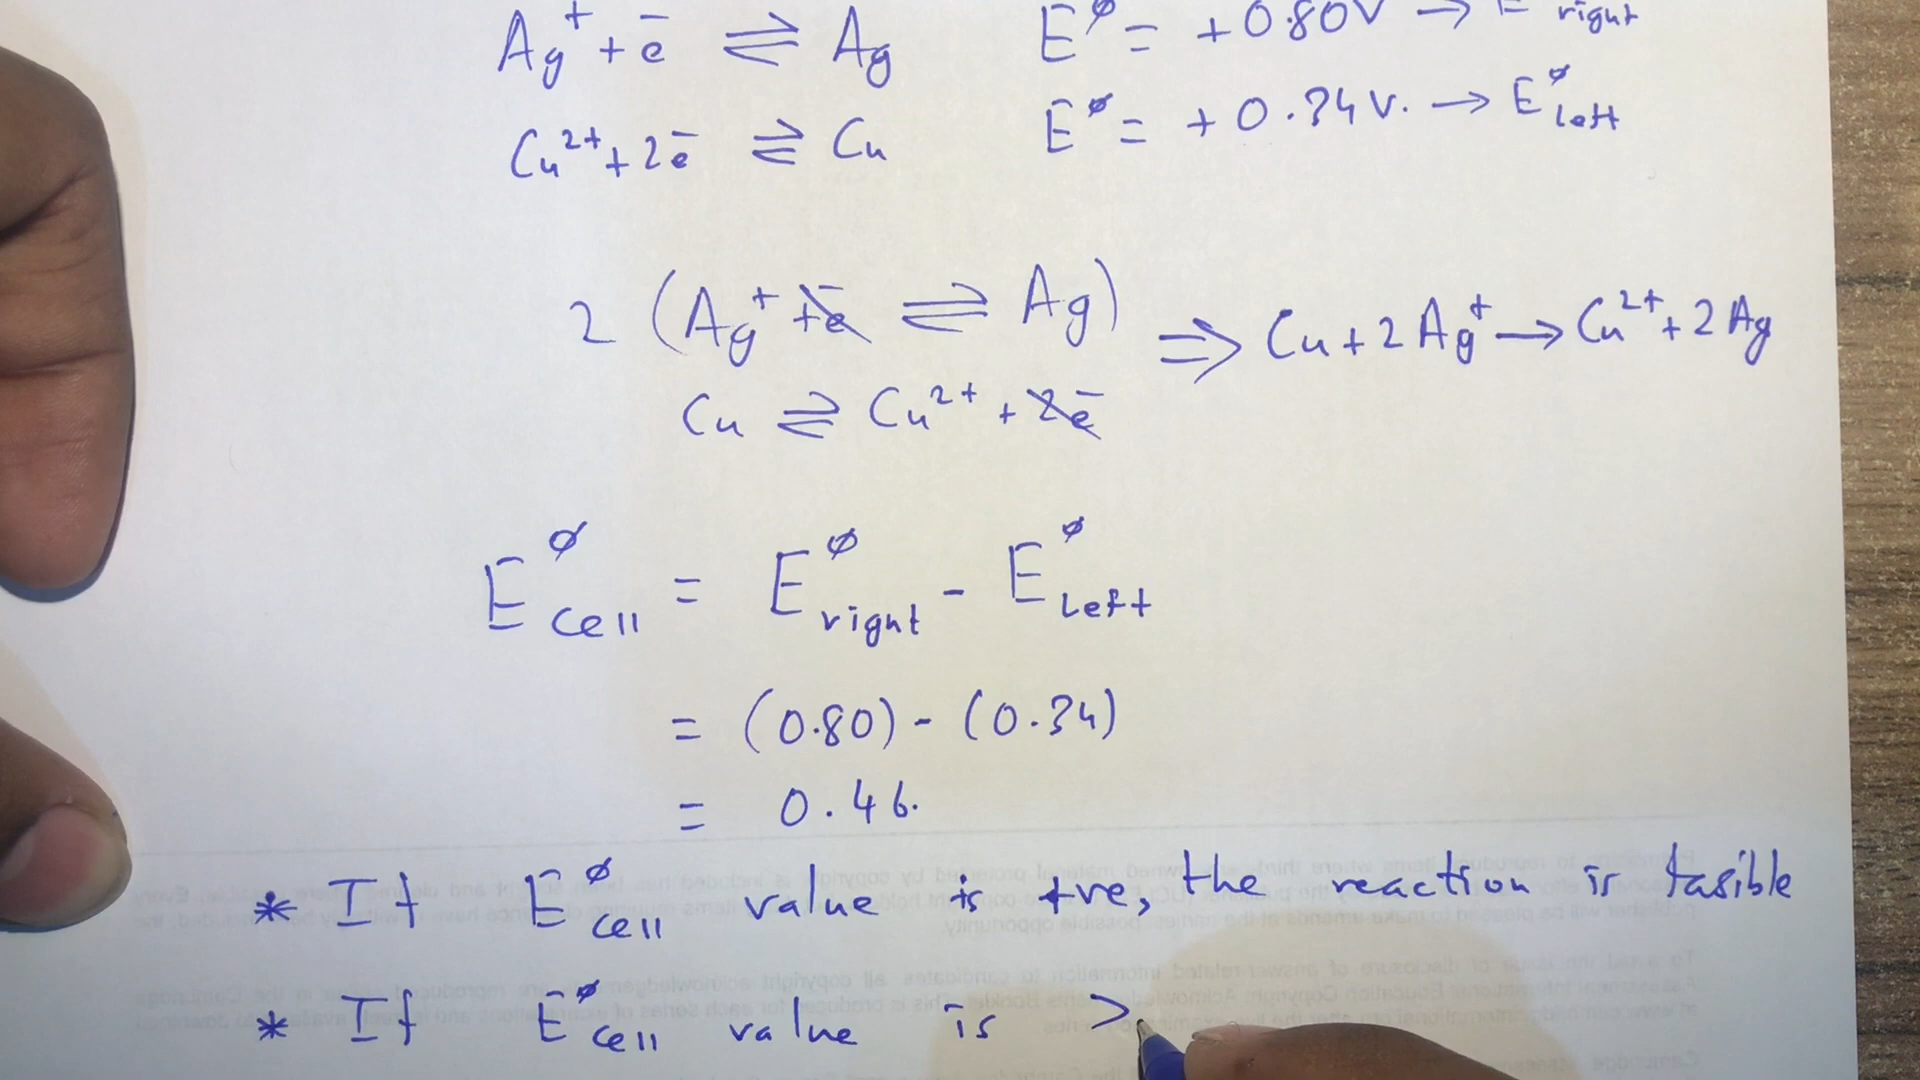 Ag⁺ + e⁻ ⇌ Ag E⌀ = +0.80V → E right
Cu²⁺ + 2e⁻ ⇌ Cu E⌀ = +0.34V. → E⌀ left
2 (Ag⁺ + e⁻ ⇌ Ag) ⇒ Cu + 2Ag⁺ → Cu²⁺ + 2Ag
Cu ⇌ Cu²⁺ + 2e⁻
E⌀ cell = E⌀ right - E⌀ left
= (0.80) - (0.34)
= 0.46.
* If E⌀ cell value is +ve, the reaction is fasible
* If E⌀ cell value is >